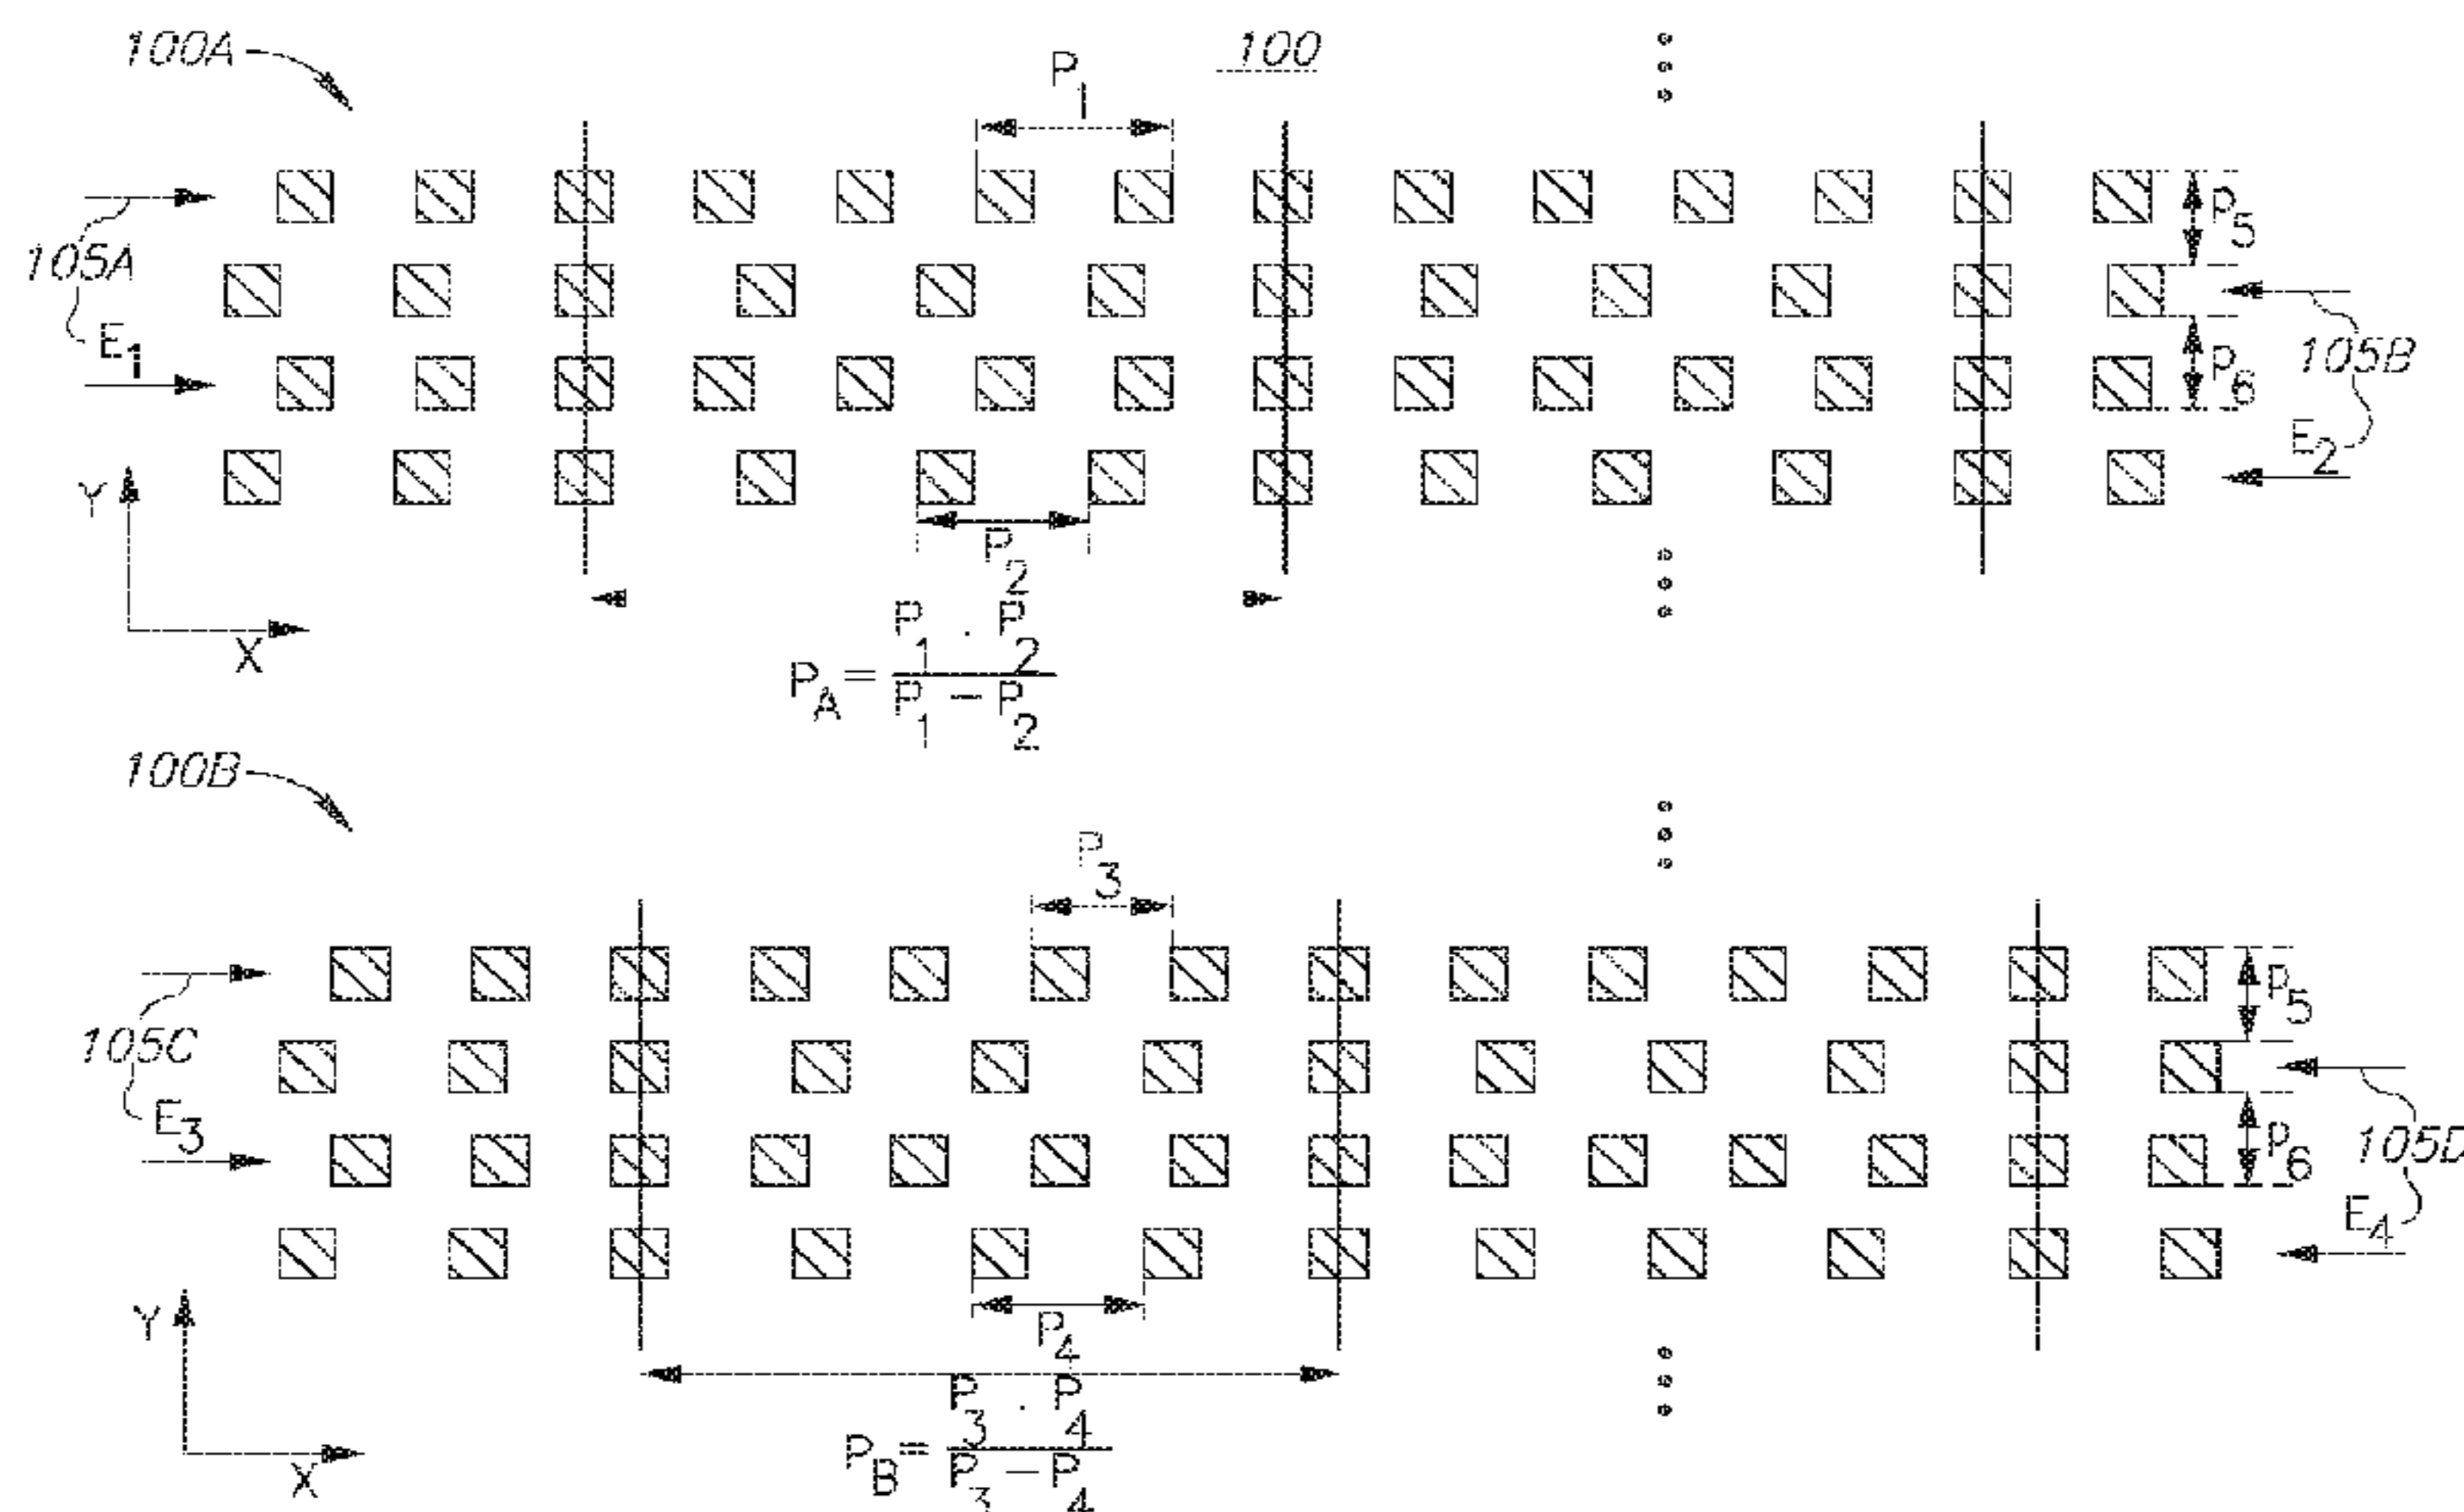 100A
100
P1
105A
E1
P5
P6
105B
E2
Y
X
P2
PA = P1 . P2 / P1 − P2
100B
P3
105C
E3
P5
P6
105D
E4
Y
X
P4
PB = P3 . P4 / P3 − P4